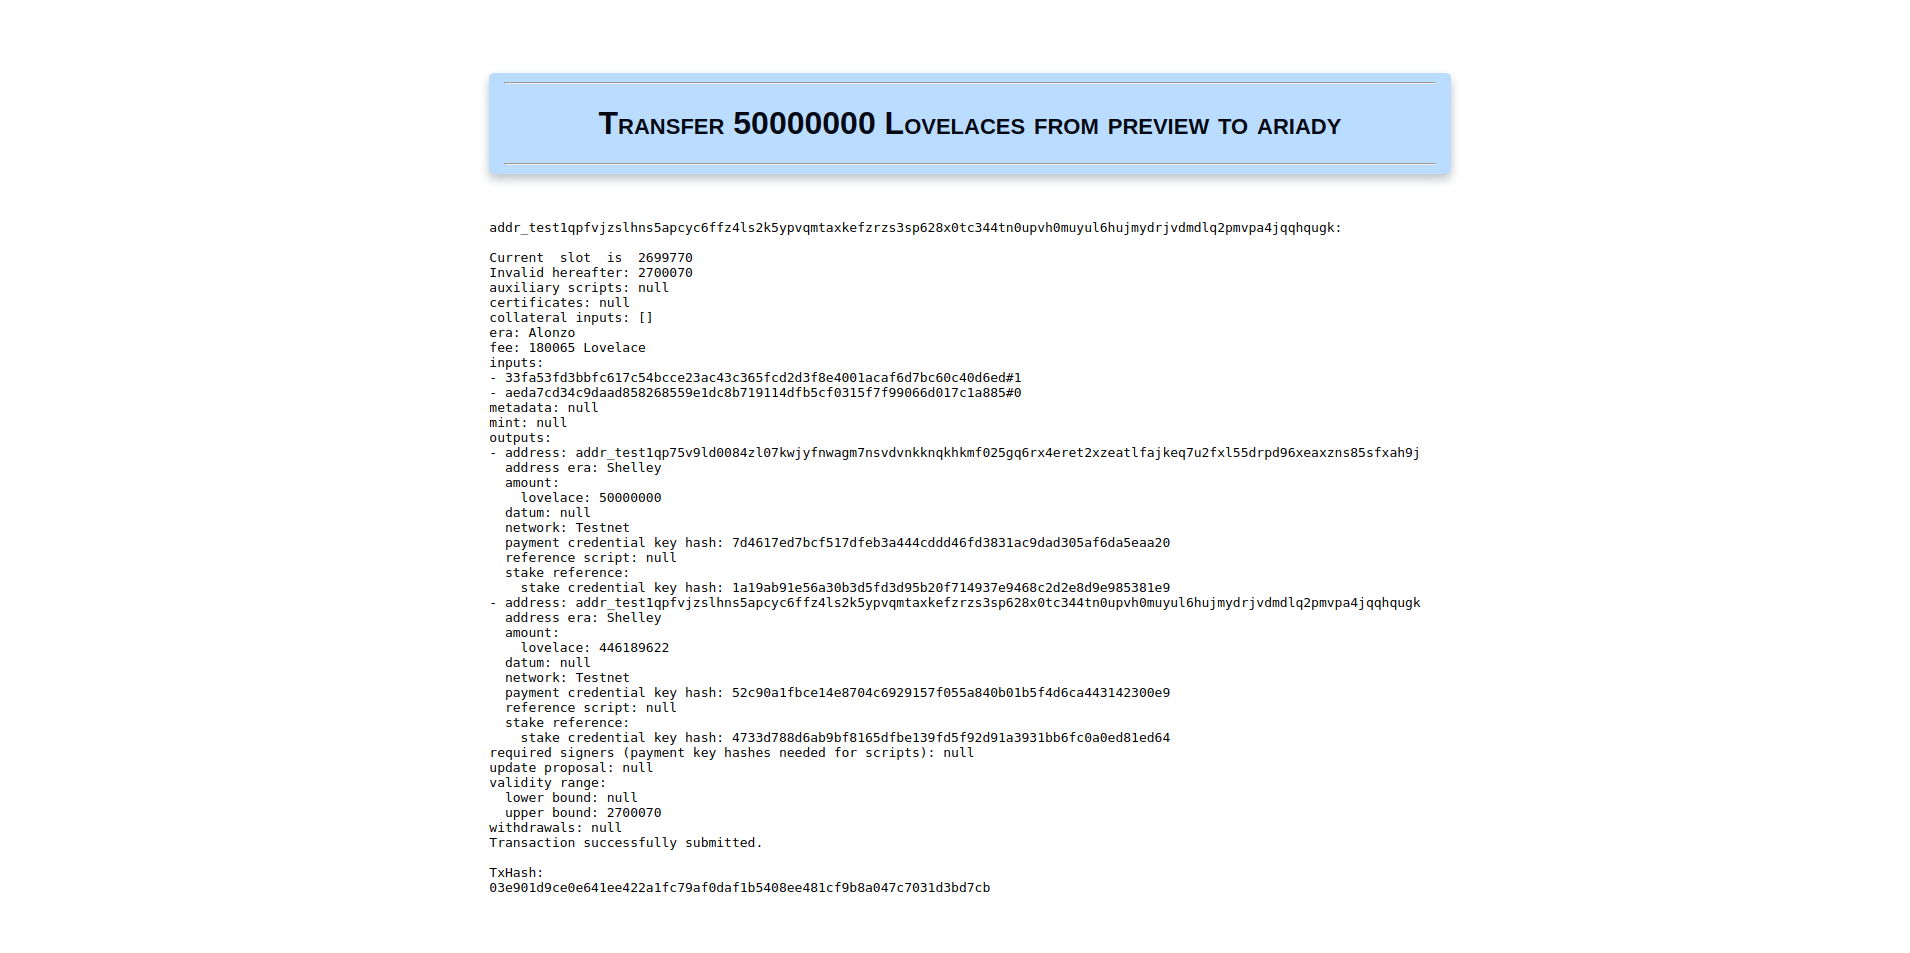 Transfer 50000000 Lovelaces from preview to ariady
addr_test1qpfvjzslhns5apcyc6ffz4ls2k5ypvqmtaxkefzrzs3sp628x0tc344tn0upvh0muyul6hujmydrjvdmdlq2pmvpa4jqqhqugk:
Current  slot  is  2699770
Invalid hereafter: 2700070
auxiliary scripts: null
certificates: null
collateral inputs: []
era: Alonzo
fee: 180065 Lovelace
inputs:
- 33fa53fd3bbfc617c54bcce23ac43c365fcd2d3f8e4001acaf6d7bc60c40d6ed#1
- aeda7cd34c9daad858268559e1dc8b719114dfb5cf0315f7f99066d017c1a885#0
metadata: null
mint: null
outputs:
- address: addr_test1qp75v9ld0084zl07kwjyfnwagm7nsvdvnkknqkhkmf025gq6rx4eret2xzeatlfajkeq7u2fxl55drpd96xeaxzns85sfxah9j
  address era: Shelley
  amount:
    lovelace: 50000000
  datum: null
  network: Testnet
  payment credential key hash: 7d4617ed7bcf517dfeb3a444cddd46fd3831ac9dad305af6da5eaa20
  reference script: null
  stake reference:
    stake credential key hash: 1a19ab91e56a30b3d5fd3d95b20f714937e9468c2d2e8d9e985381e9
- address: addr_test1qpfvjzslhns5apcyc6ffz4ls2k5ypvqmtaxkefzrzs3sp628x0tc344tn0upvh0muyul6hujmydrjvdmdlq2pmvpa4jqqhqugk
  address era: Shelley
  amount:
    lovelace: 446189622
  datum: null
  network: Testnet
  payment credential key hash: 52c90a1fbce14e8704c6929157f055a840b01b5f4d6ca443142300e9
  reference script: null
  stake reference:
    stake credential key hash: 4733d788d6ab9bf8165dfbe139fd5f92d91a3931bb6fc0a0ed81ed64
required signers (payment key hashes needed for scripts): null
update proposal: null
validity range:
  lower bound: null
  upper bound: 2700070
withdrawals: null
Transaction successfully submitted.
TxHash:
03e901d9ce0e641ee422a1fc79af0daf1b5408ee481cf9b8a047c7031d3bd7cb